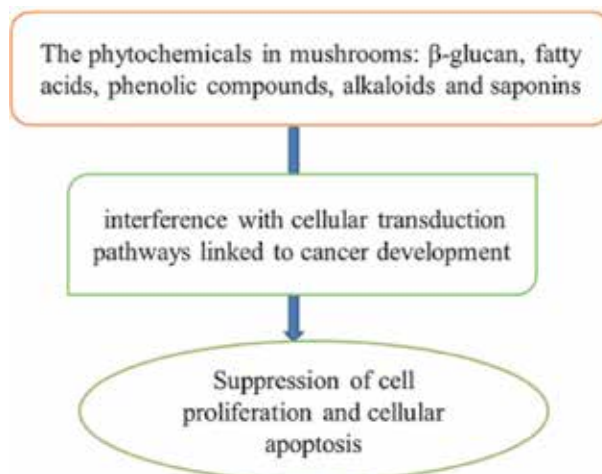 The phytochemicals in mushrooms: β-glucan, fatty
acids, phenolic compounds, alkaloids and saponins
interference with cellular transduction
pathways linked to cancer development
Suppression of cell
proliferation and cellular
apoptosis